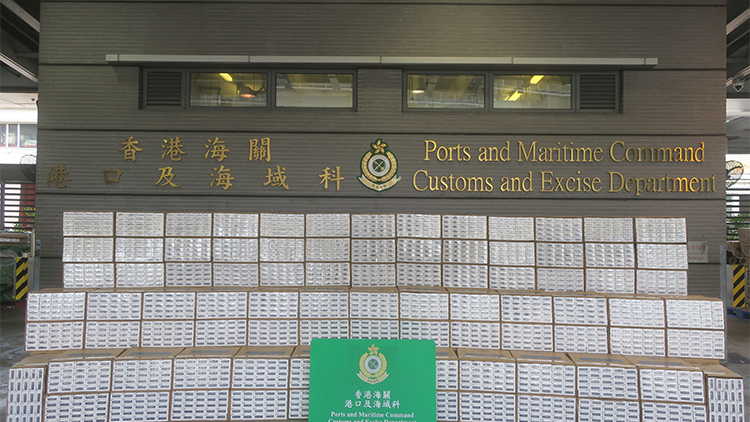 香港海關
港口及海域科
Ports and Maritime Command
Customs and Excise Department
香港海關
港口及海域科
Ports and Maritime Command
Customs and Excise Department